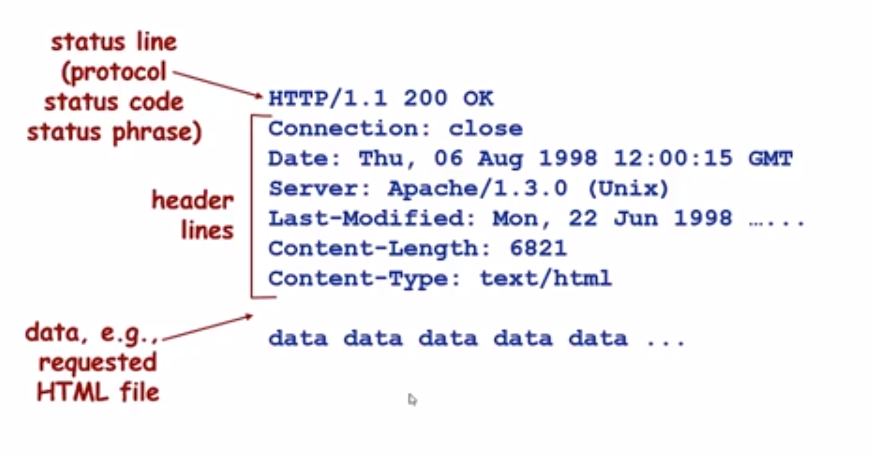 status line
(protocol
status code
status phrase)
HTTP/1.1 200 OK
Connection: close
Date: Thu, 06 Aug 1998 12:00:15 GMT
Server: Apache/1.3.0 (Unix)
Last-Modified: Mon, 22 Jun 1998 …...
Content-Length: 6821
Content-Type: text/html
header
lines
data, e.g.,
requested
HTML file
data data data data data ...